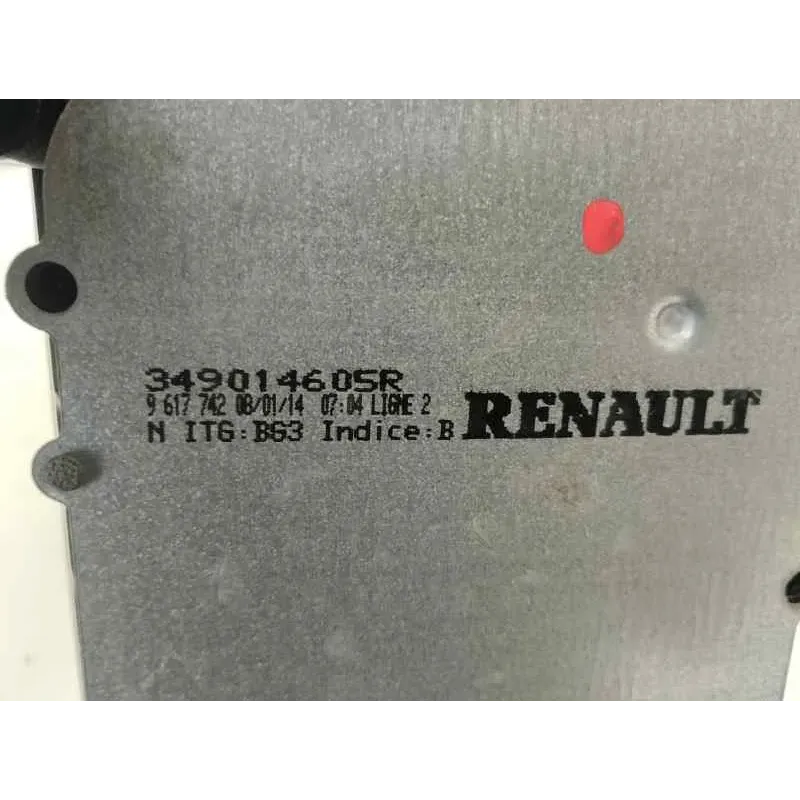 349014605R
9 617 742 08/01/14 07:04 LIGNE 2
N ITG:BG3 Indice:B RENAULT